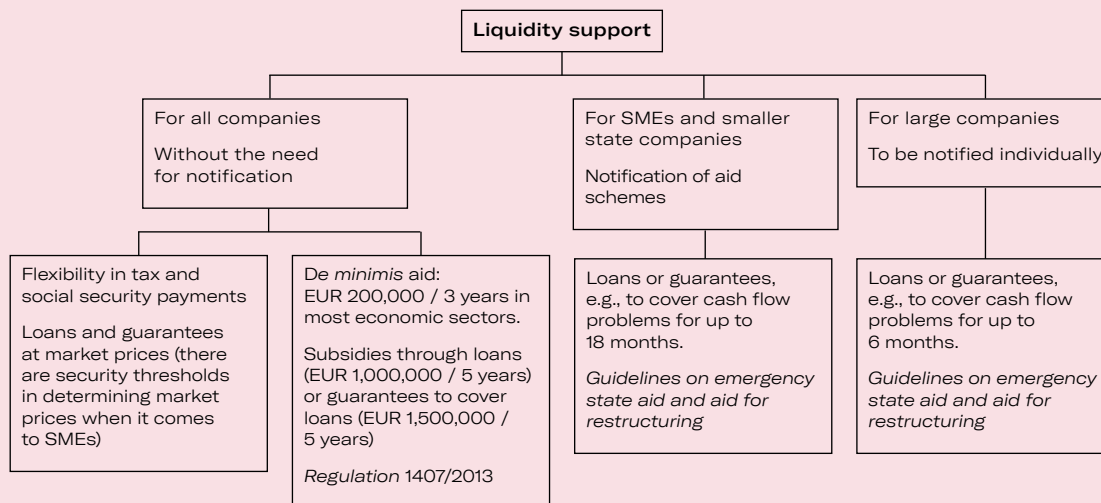 Liquidity support
For all companies
Without the need
for notification
For SMEs and smaller
state companies
Notification of aid
schemes
For large companies
To be notified individually
Flexibility in tax and
social security payments
Loans and guarantees
at market prices (there
are security thresholds
in determining market
prices when it comes
to SMEs)
De minimis aid:
EUR 200,000 / 3 years in
most economic sectors.
Subsidies through loans
(EUR 1,000,000 / 5 years)
or guarantees to cover
loans (EUR 1,500,000 /
5 years)
Regulation 1407/2013
Loans or guarantees,
e.g., to cover cash flow
problems for up to
18 months.
Guidelines on emergency
state aid and aid for
restructuring
Loans or guarantees,
e.g., to cover cash flow
problems for up to
6 months.
Guidelines on emergency
state aid and aid for
restructuring